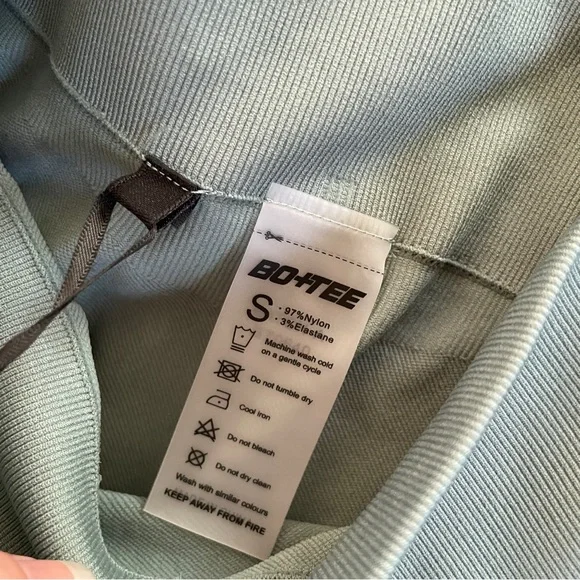 BO+TEE
S
· 97%Nylon
· 3%Elastane
Machine wash cold
on a gentle cycle
Do not tumble dry
Cool iron
Do not bleach
Do not dry clean
Wash with similar colours
KEEP AWAY FROM FIRE